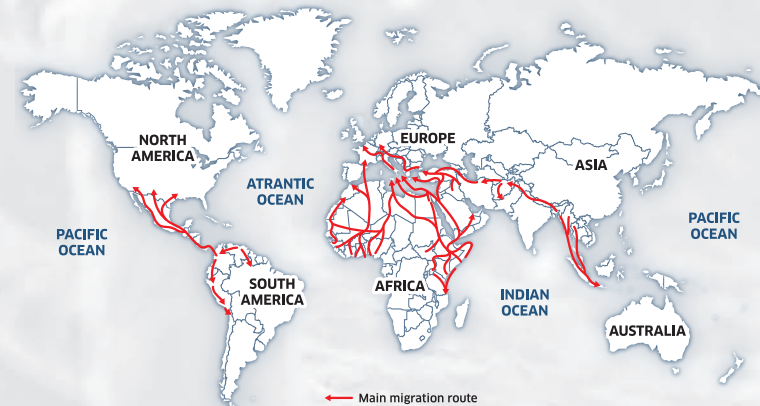 NORTH
AMERICA
EUROPE
ASIA
ATRANTIC
OCEAN
PACIFIC
OCEAN
PACIFIC
OCEAN
SOUTH
AMERICA
AFRICA
INDIAN
OCEAN
AUSTRALIA
Main migration route